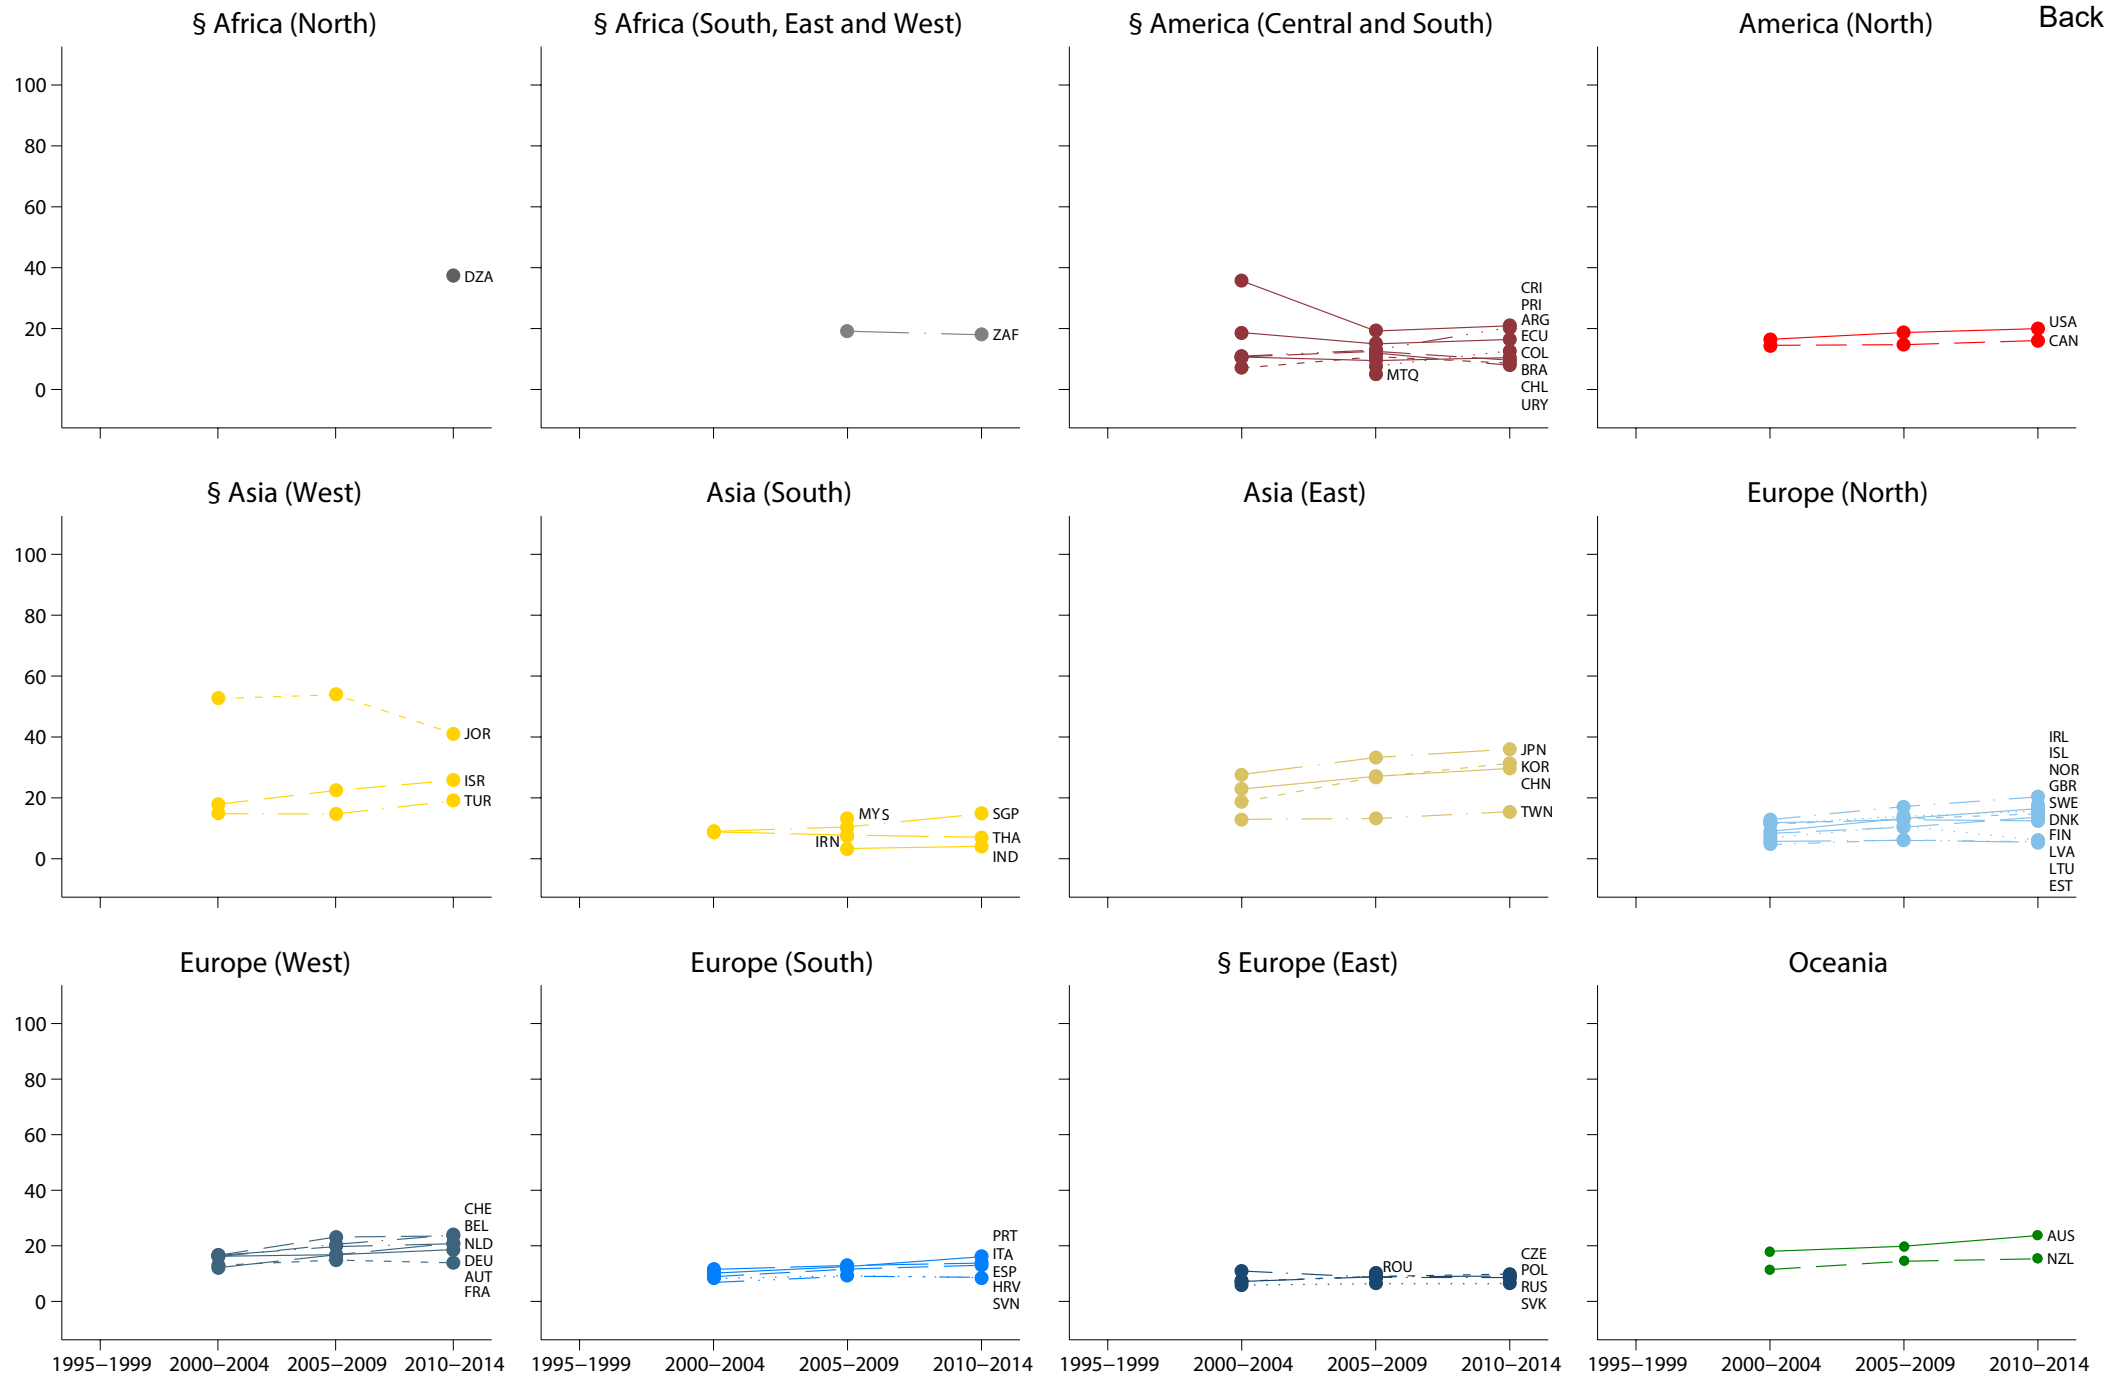 Back
§ Africa (North)
§ Africa (South, East and West)
§ America (Central and South)
America (North)
100
80
60
40
20
0
DZA
ZAF
CRI
PRI
ARG
ECU
COL
BRA
CHL
URY
MTQ
USA
CAN
§ Asia (West)
Asia (South)
Asia (East)
Europe (North)
100
80
60
40
20
0
JOR
ISR
TUR
MYS
IRN
SGP
THA
IND
JPN
KOR
CHN
TWN
IRL
ISL
NOR
GBR
SWE
DNK
FIN
LVA
LTU
EST
Europe (West)
Europe (South)
§ Europe (East)
Oceania
100
80
60
40
20
0
CHE
BEL
NLD
DEU
AUT
FRA
PRT
ITA
ESP
HRV
SVN
ROU
CZE
POL
RUS
SVK
AUS
NZL
1995–1999 2000–2004 2005–2009 2010–2014
1995–1999 2000–2004 2005–2009 2010–2014
1995–1999 2000–2004 2005–2009 2010–2014
1995–1999 2000–2004 2005–2009 2010–2014